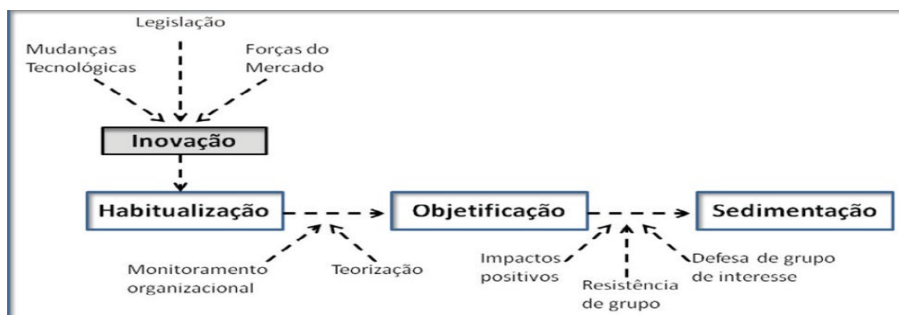 Legislação
Mudanças
Tecnológicas
Forças do
Mercado
Inovação
Habitualização
Objetificação
Sedimentação
Monitoramento
organizacional
Teorização
Impactos
positivos
Resistência
de grupo
Defesa de grupo
de interesse